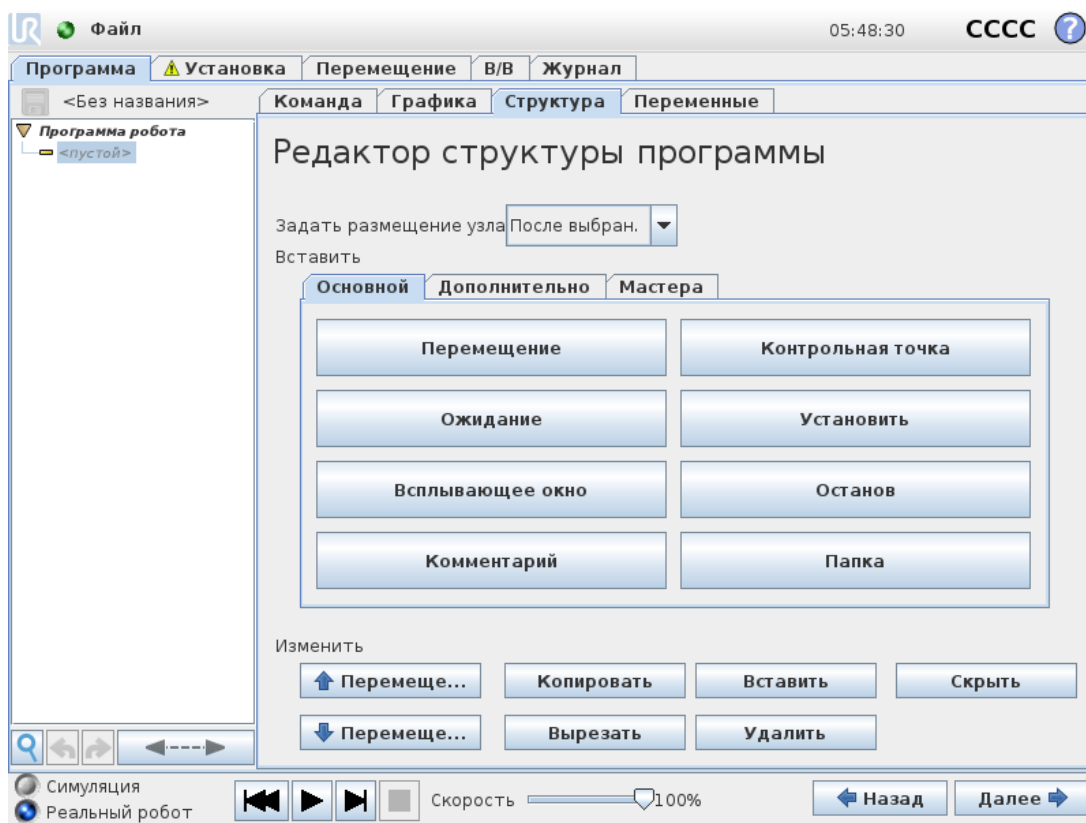 UR Файл 05:48:30 CCCC ?
Программа Установка Перемещение В/В Журнал
<Без названия> Команда Графика Структура Переменные
Программа робота
<пустой>
Редактор структуры программы
Задать размещение узла После выбран.
Вставить
Основной Дополнительно Мастера
Перемещение Контрольная точка
Ожидание Установить
Всплывающее окно Останов
Комментарий Папка
Изменить
Перемеще... Копировать Вставить Скрыть
Перемеще... Вырезать Удалить
Симуляция
Реальный робот
Скорость 100% Назад Далее